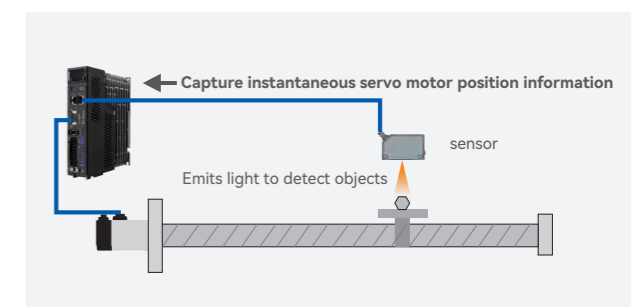 Capture instantaneous servo motor position information
sensor
Emits light to detect objects